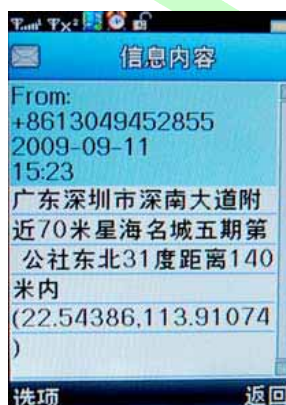 信息内容
From:
+8613049452855
2009-09-11
15:23
广东深圳市深南大道附
近70米星海名城五期第
公社东北31度距离140
米内
(22.54386,113.91074
)
选项 返回